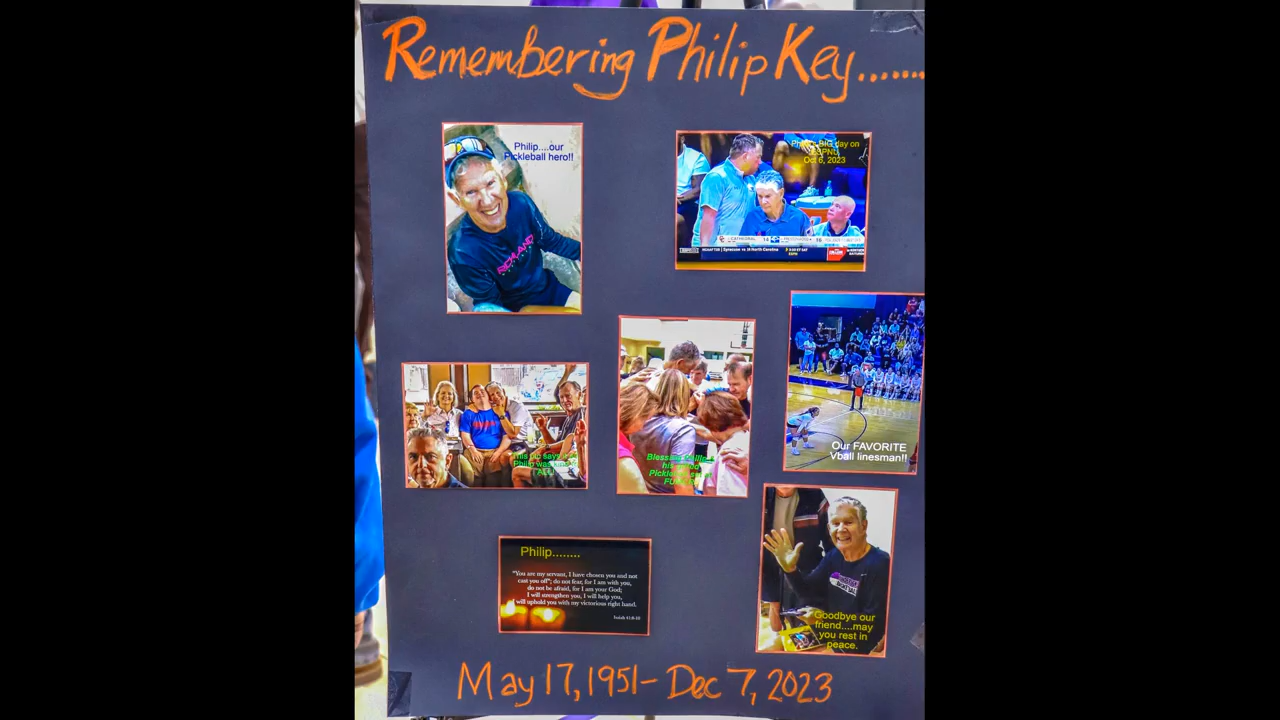 Remembering Philip Key.......
Philip....our
Pickleball hero!!
BIG day on
ESPNU
Oct 6, 2023
Our FAVORITE
Vball linesman!!
Philip........
"You are my servant, I have chosen you and not
cast you off"; do not fear, for I am with you,
do not be afraid, for I am your God;
I will strengthen you, I will help you,
I will uphold you with my victorious right hand.
Goodbye our
friend....may
you rest in
peace.
May 17, 1951- Dec 7, 2023